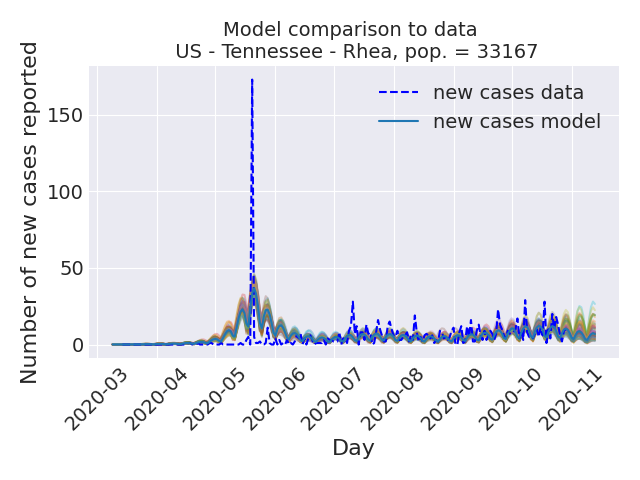 Model comparison to data
US - Tennessee - Rhea, pop. = 33167
Number of new cases reported
150
100
50
0
new cases data
new cases model
2020-03
2020-04
2020-05
2020-06
2020-07
2020-08
2020-09
2020-10
2020-11
Day